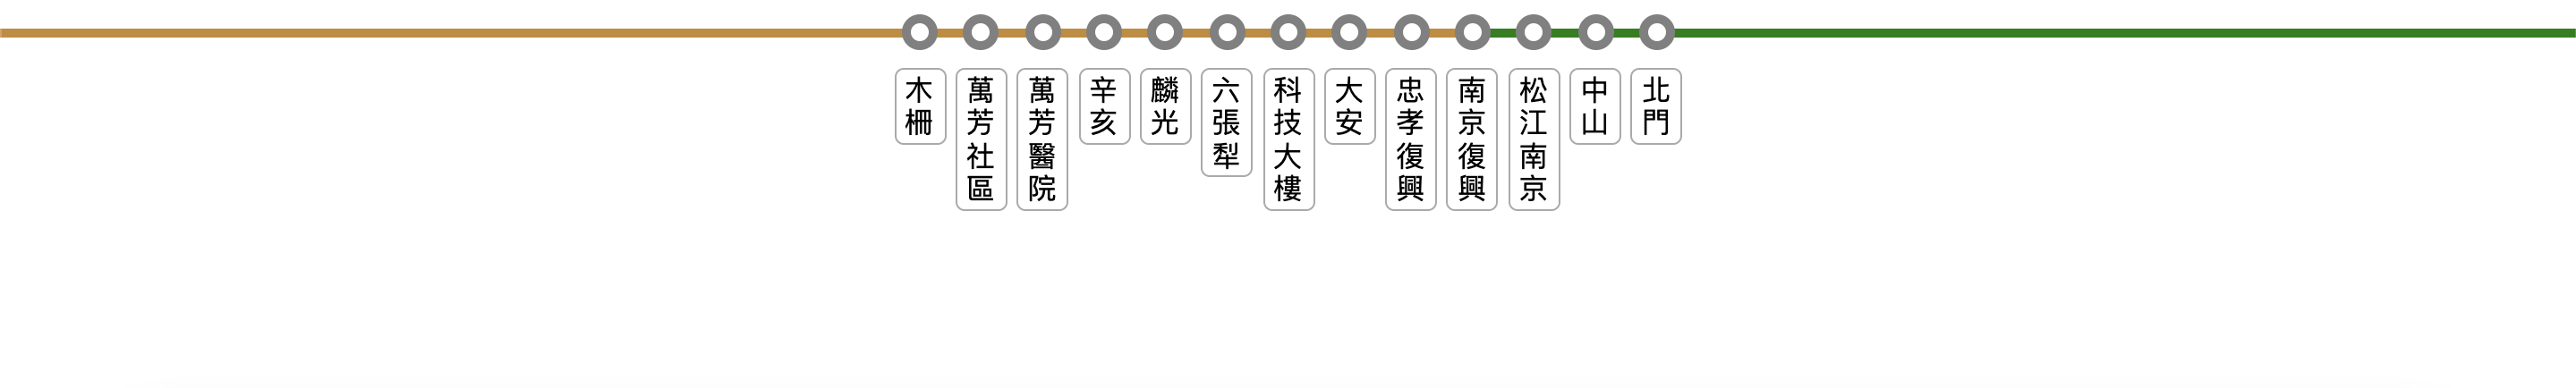 木柵
萬芳社區
萬芳醫院
辛亥
麟光
六張犁
科技大樓
大安
忠孝復興
南京復興
松江南京
中山
北門